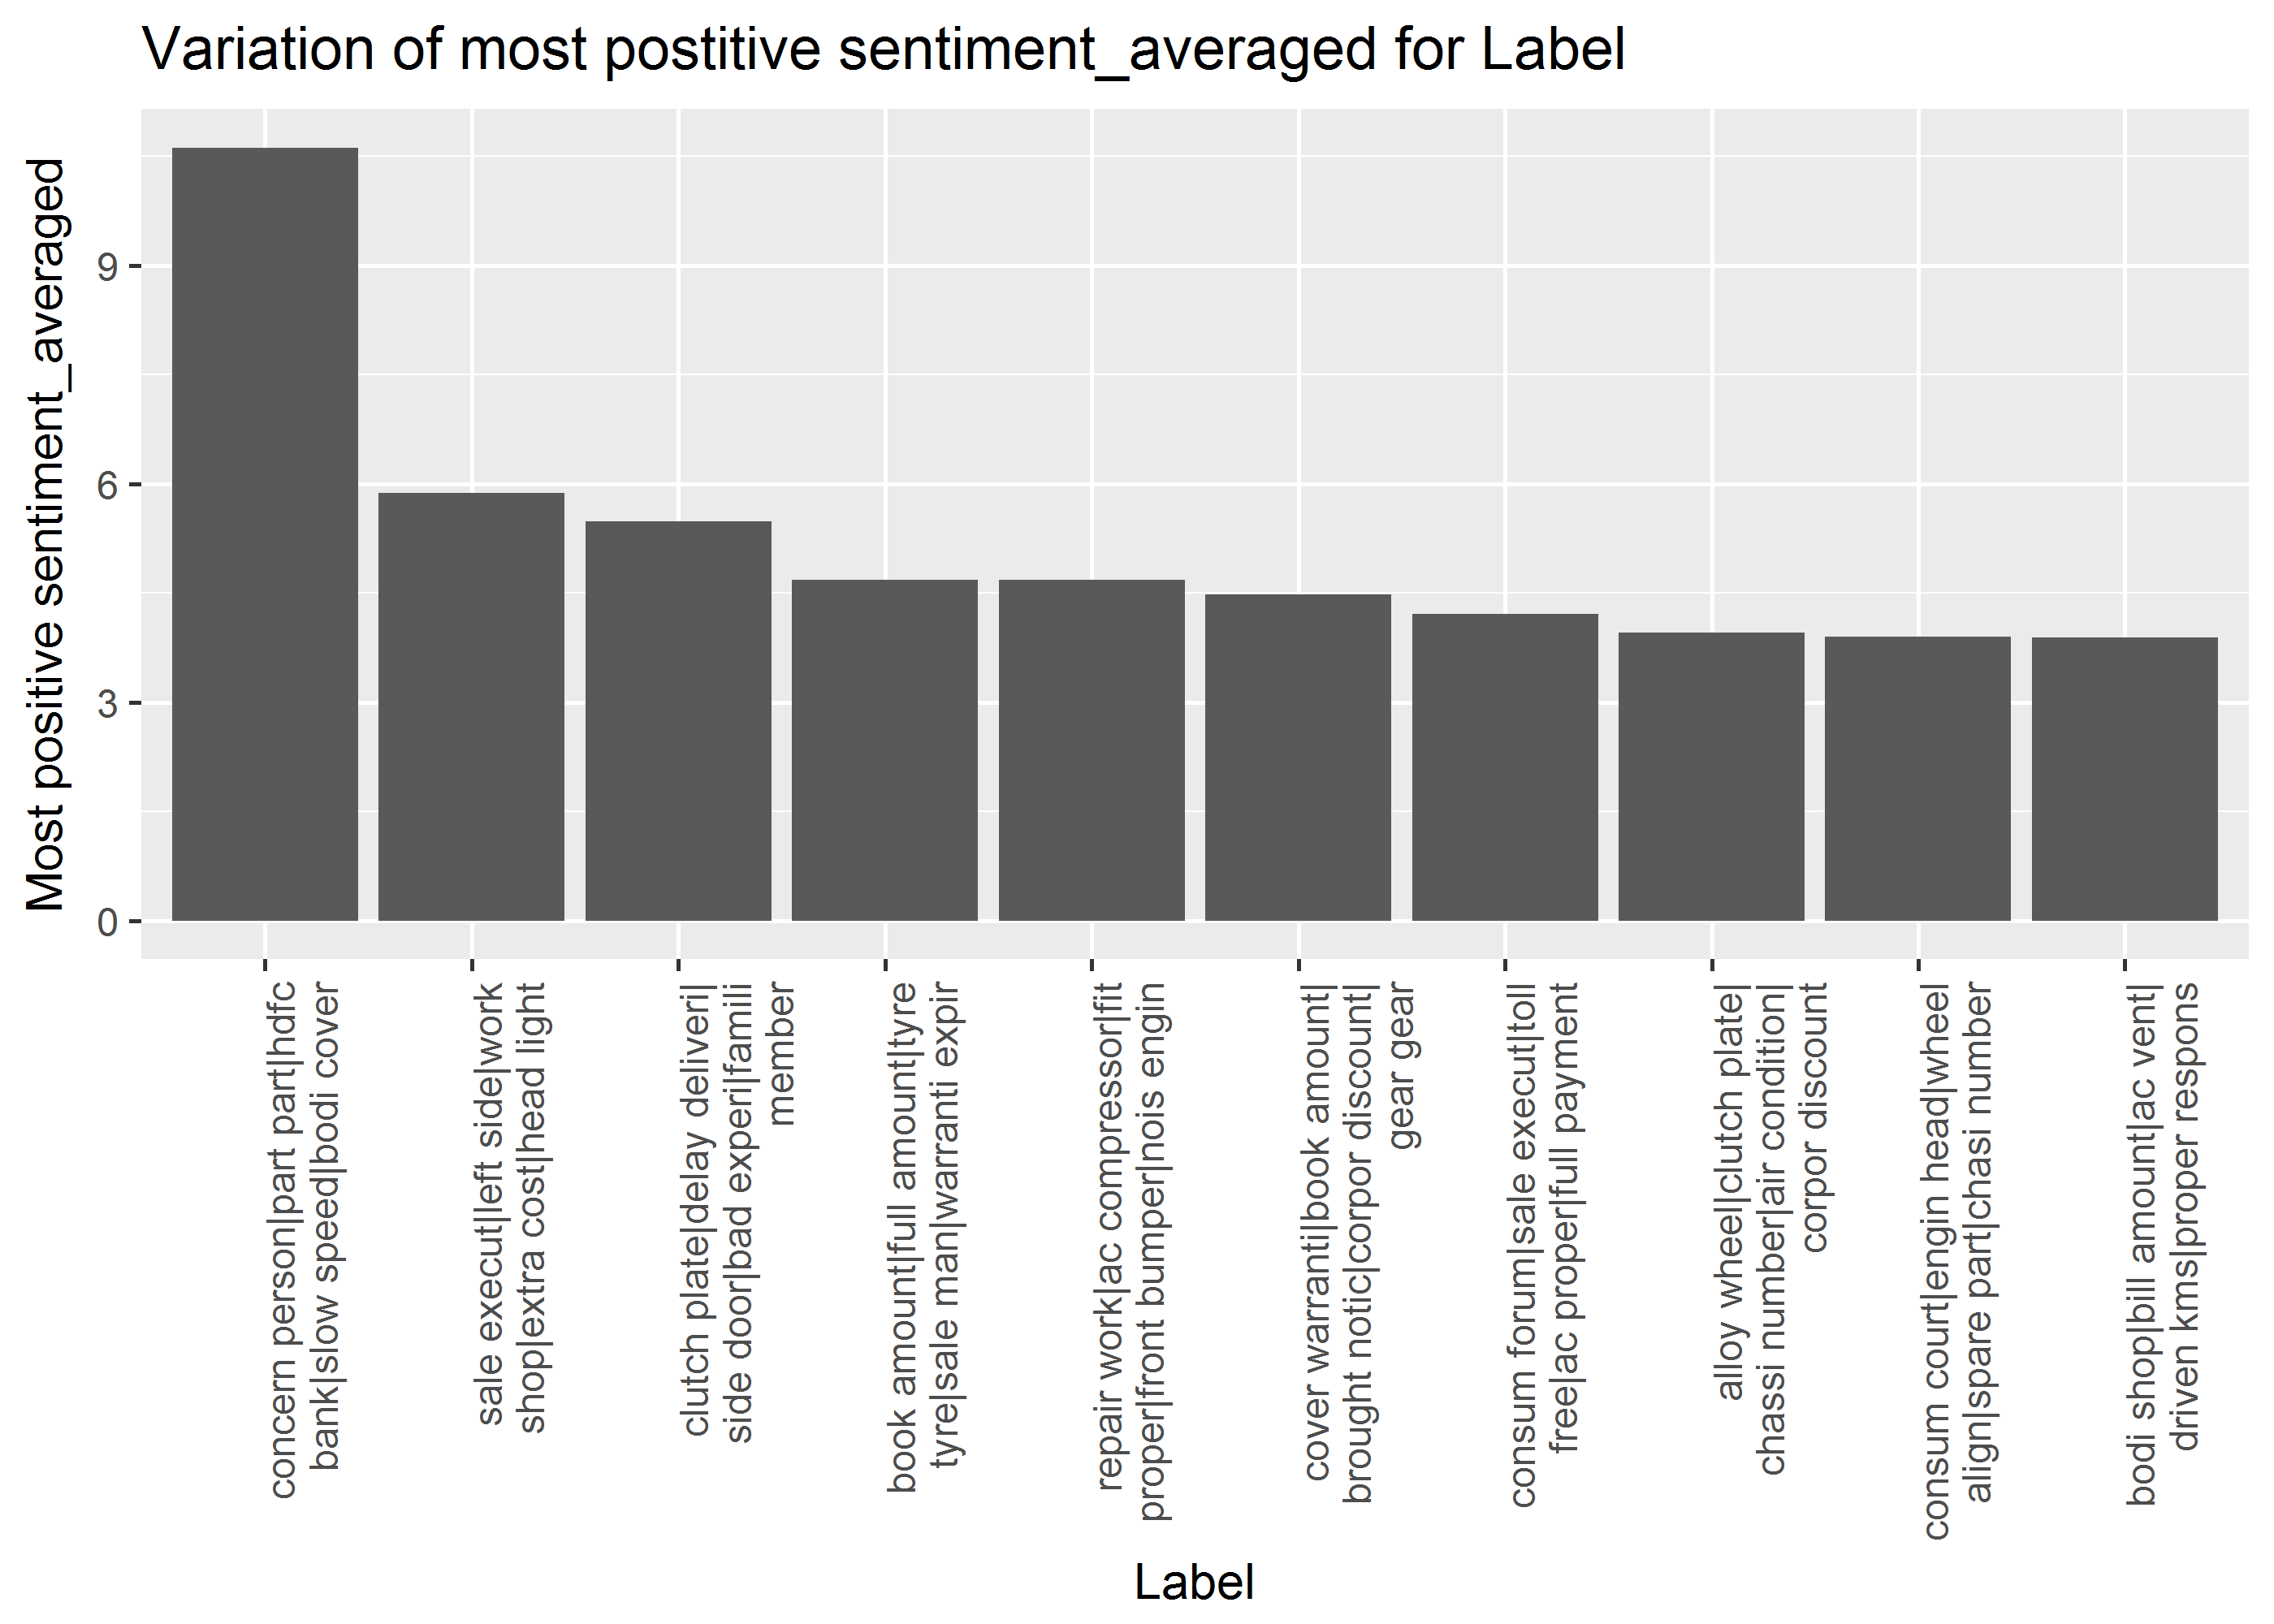 Variation of most postitive sentiment_averaged for Label
Most positive sentiment_averaged
9
6
3
0
concern person|part part|hdfc
bank|slow speed|bodi cover
sale execut|left side|work
shop|extra cost|head light
clutch plate|delay deliveri|
side door|bad experi|famili
member
book amount|full amount|tyre
tyre|sale man|warranti expir
repair work|ac compressor|fit
proper|front bumper|nois engin
cover warranti|book amount|
brought notic|corpor discount|
gear gear
consum forum|sale execut|toll
free|ac proper|full payment
alloy wheel|clutch plate|
chassi number|air condition|
corpor discount
consum court|engin head|wheel
align|spare part|chasi number
bodi shop|bill amount|ac vent|
driven kms|proper respons
Label